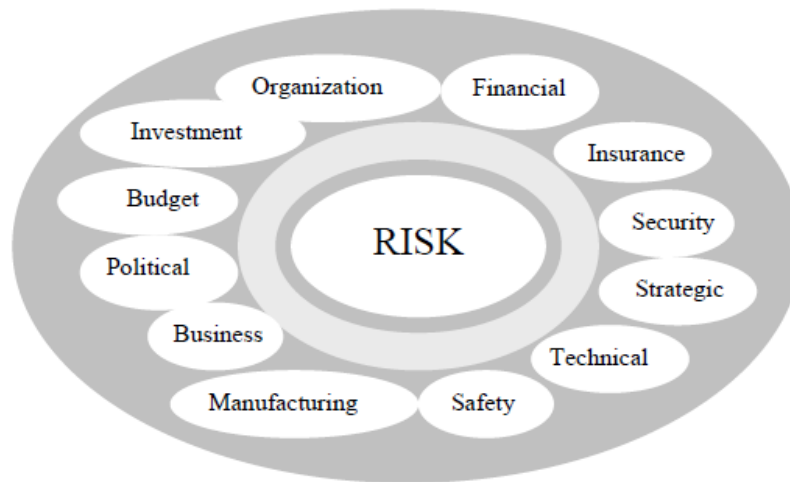 Organization
Financial
Investment
Insurance
Budget
Security
RISK
Political
Strategic
Business
Technical
Manufacturing
Safety